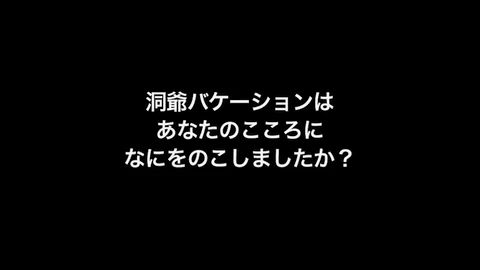 洞爺バケーションは
あなたのこころに
なにをのこしましたか？